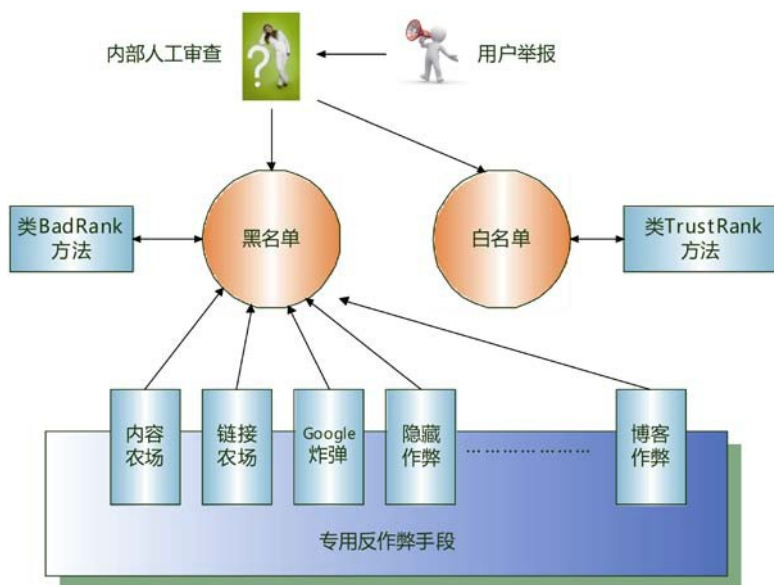 内部人工审查
?
用户举报
类BadRank
方法
黑名单
白名单
类TrustRank
方法
内容
农场
链接
农场
Google
炸弹
隐藏
作弊
…………………
博客
作弊
专用反作弊手段